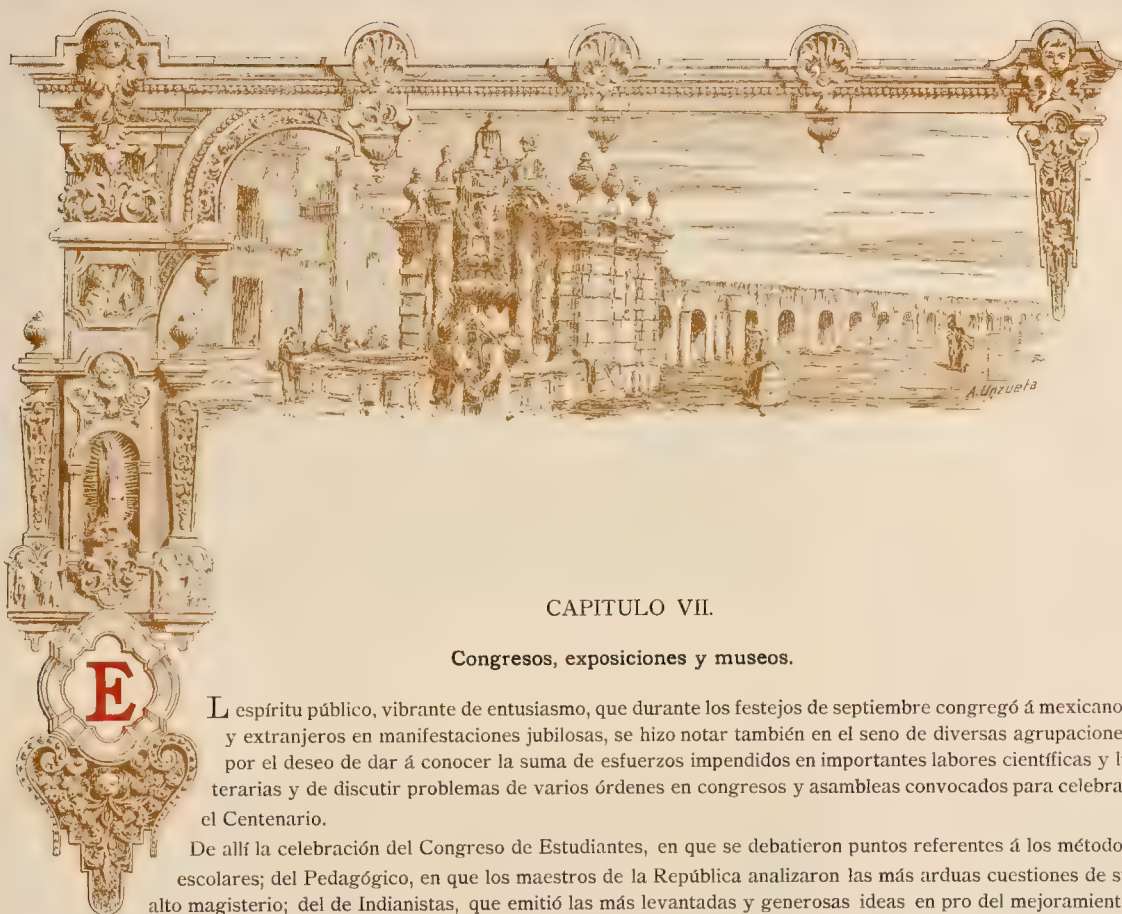 A. Unzueta
CAPITULO VII.
Congresos, exposiciones y museos.
EL espíritu público, vibrante de entusiasmo, que durante los festejos de septiembre congregó á mexicano
y extranjeros en manifestaciones jubilosas, se hizo notar también en el seno de diversas agrupacione
por el deseo de dar á conocer la suma de esfuerzos impendidos en importantes labores científicas y l
terarias y de discutir problemas de varios órdenes en congresos y asambleas convocados para celebra
el Centenario.
De allí la celebración del Congreso de Estudiantes, en que se debatieron puntos referentes á los método
escolares; del Pedagógico, en que los maestros de la República analizaron las más arduas cuestiones de s
alto magisterio; del de Indianistas, que emitió las más levantadas y generosas ideas en pro del mejoramient